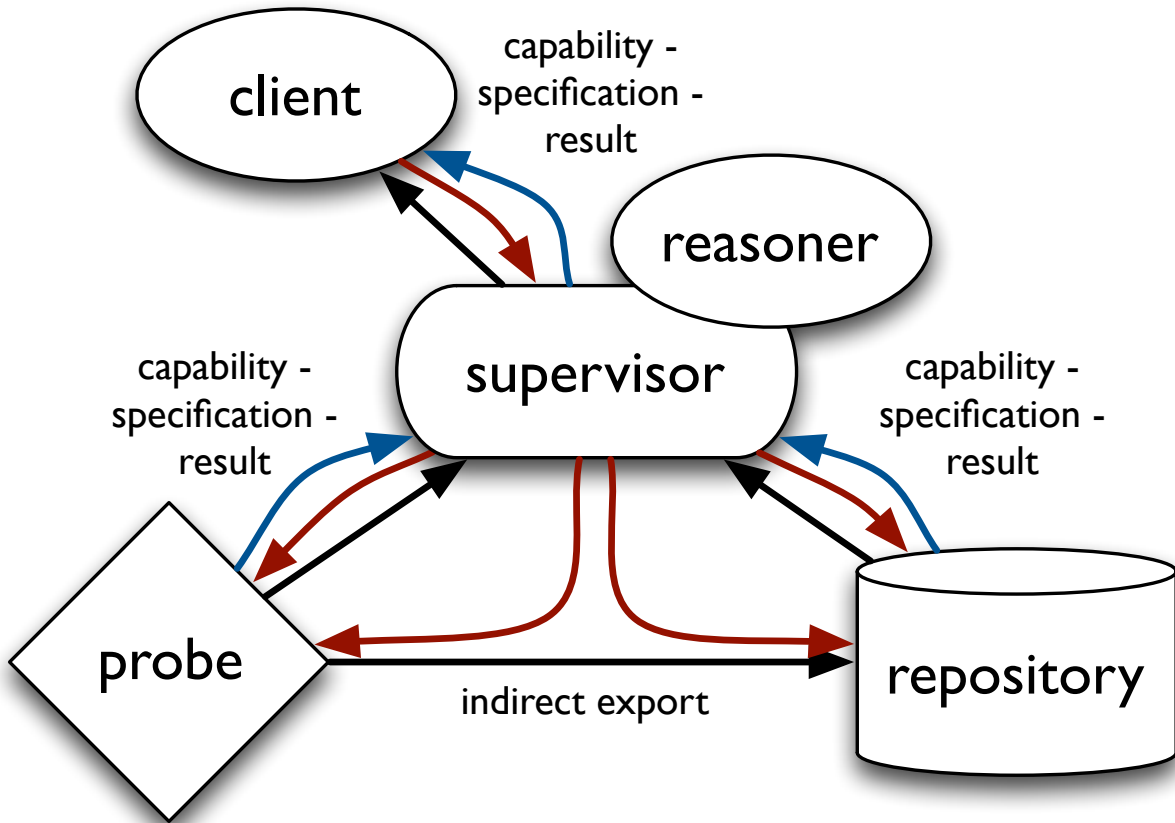 client
capability -
specification -
result
reasoner
supervisor
capability -
specification -
result
capability -
specification -
result
probe
indirect export
repository